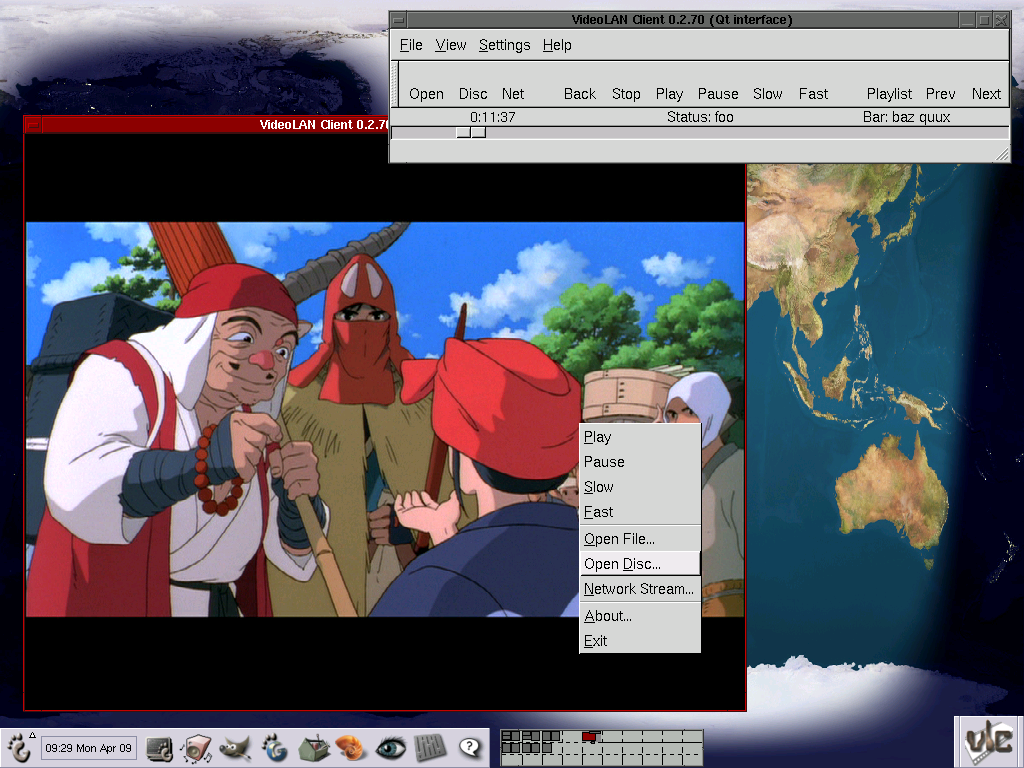 VideoLAN Client 0.2.70 (Qt interface)
File View Settings Help
Open Disc Net Back Stop Play Pause Slow Fast Playlist Prev Next
0:11:37 Status: foo Bar: baz quux
VideoLAN Client 0.2.70
Play
Pause
Slow
Fast
Open File...
Open Disc...
Network Stream...
About...
Exit
09:29 Mon Apr 09
vlc